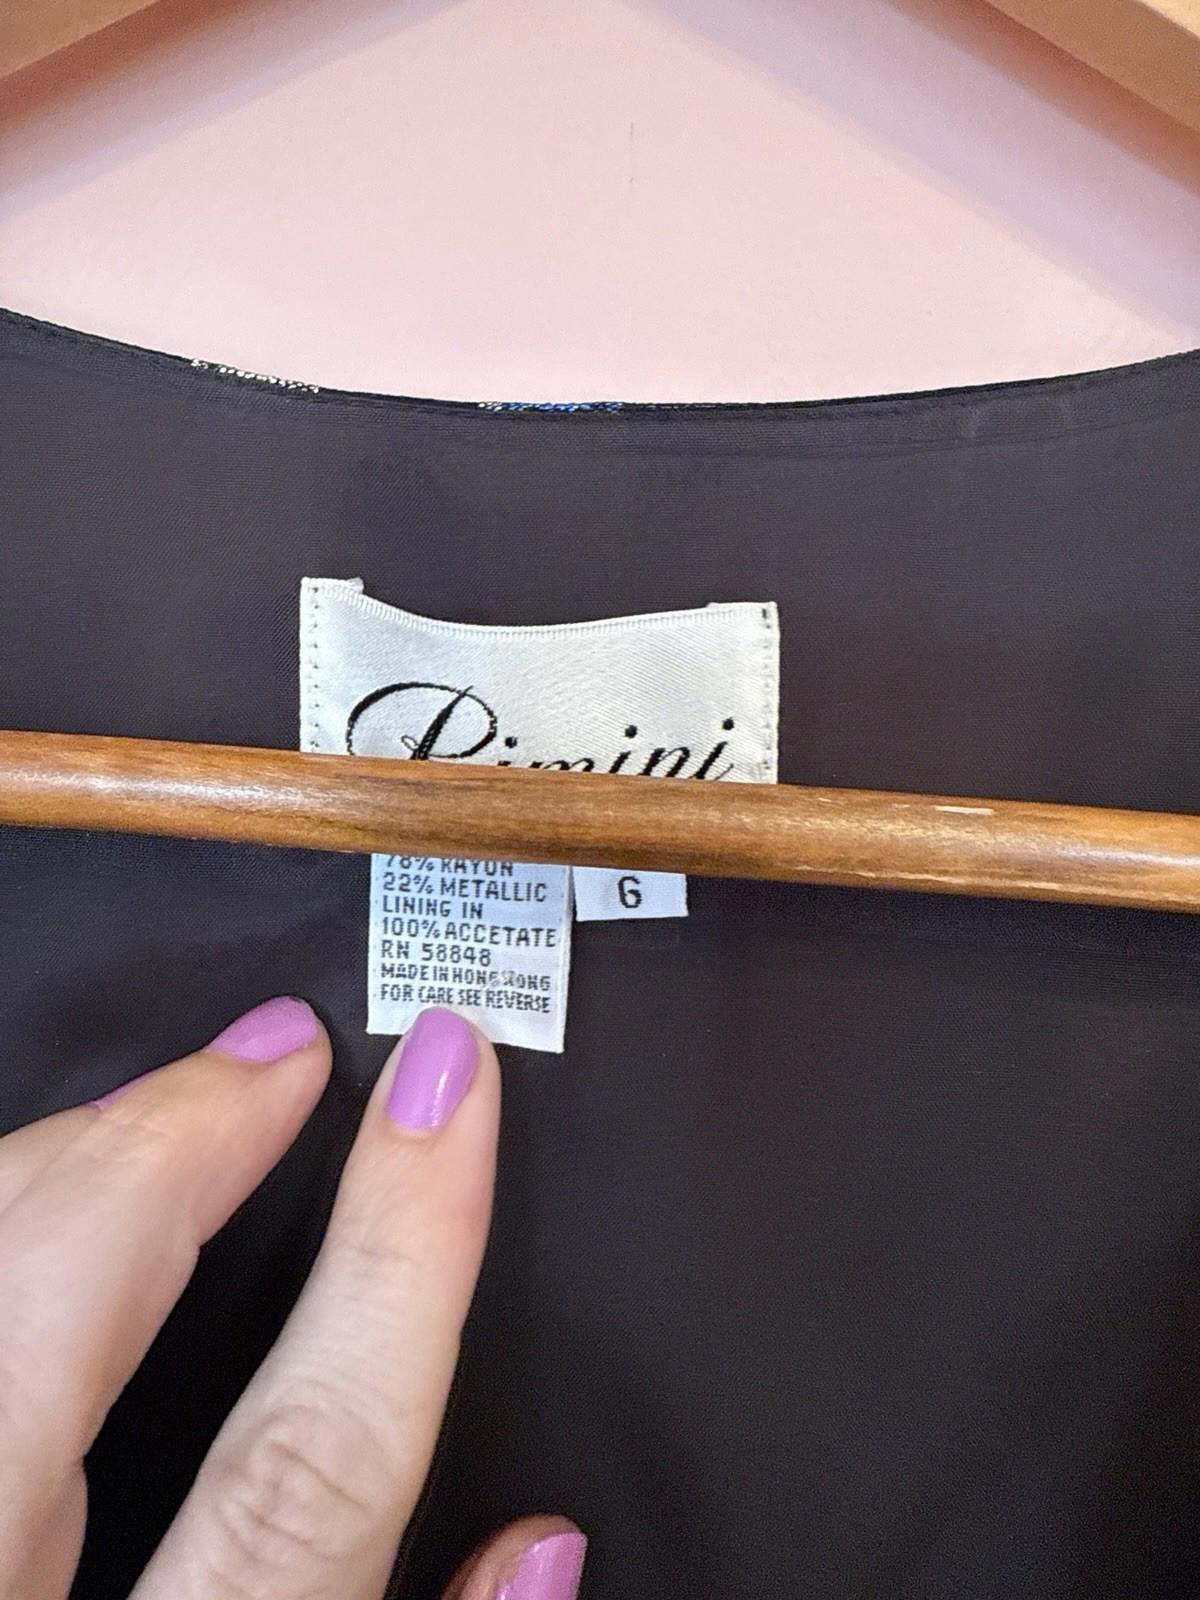 Rimini
78% RAYON
22% METALLIC
LINING IN
100% ACCETATE
RN 58848
MADE IN HONG KONG
FOR CARE SEE REVERSE
6